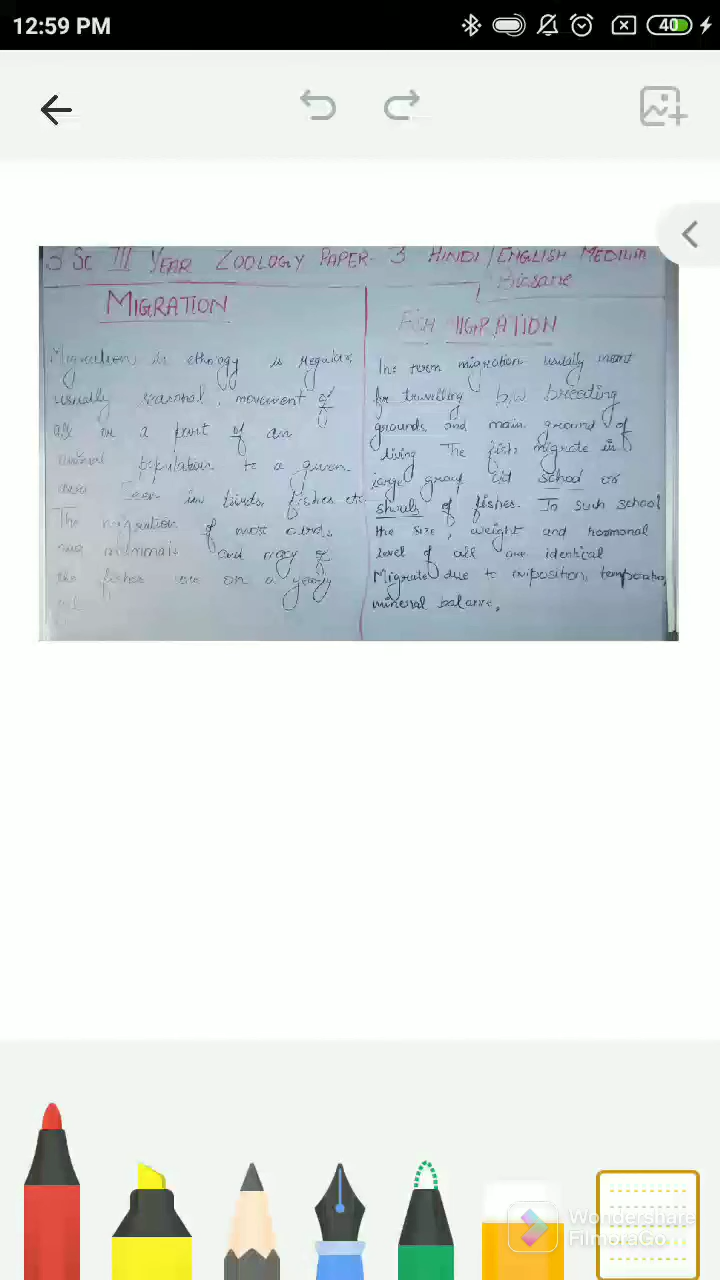 12:59 PM
40
B Sc III YEAR ZOOLOGY PAPER- 3 HINDI/ENGLISH MEDIUM
MIGRATION
Migration in ethology is regular,
usually seasonal, movement of
all or a part of an
animal population to a given
area Seen in birds, fishes etc
The migration of most birds,
mammals and many of
the fishes are on a yearly
FISH MIGRATION
The term migration usually meant
for travelling b/w breeding
grounds and main ground of
living The fish migrate in
large group called school or
shoals of fishes. In such school
the size, weight and hormonal
level of all are identical
Migrate due to oviposition, temperature,
mineral balance,
Wondershare
FilmoraGo